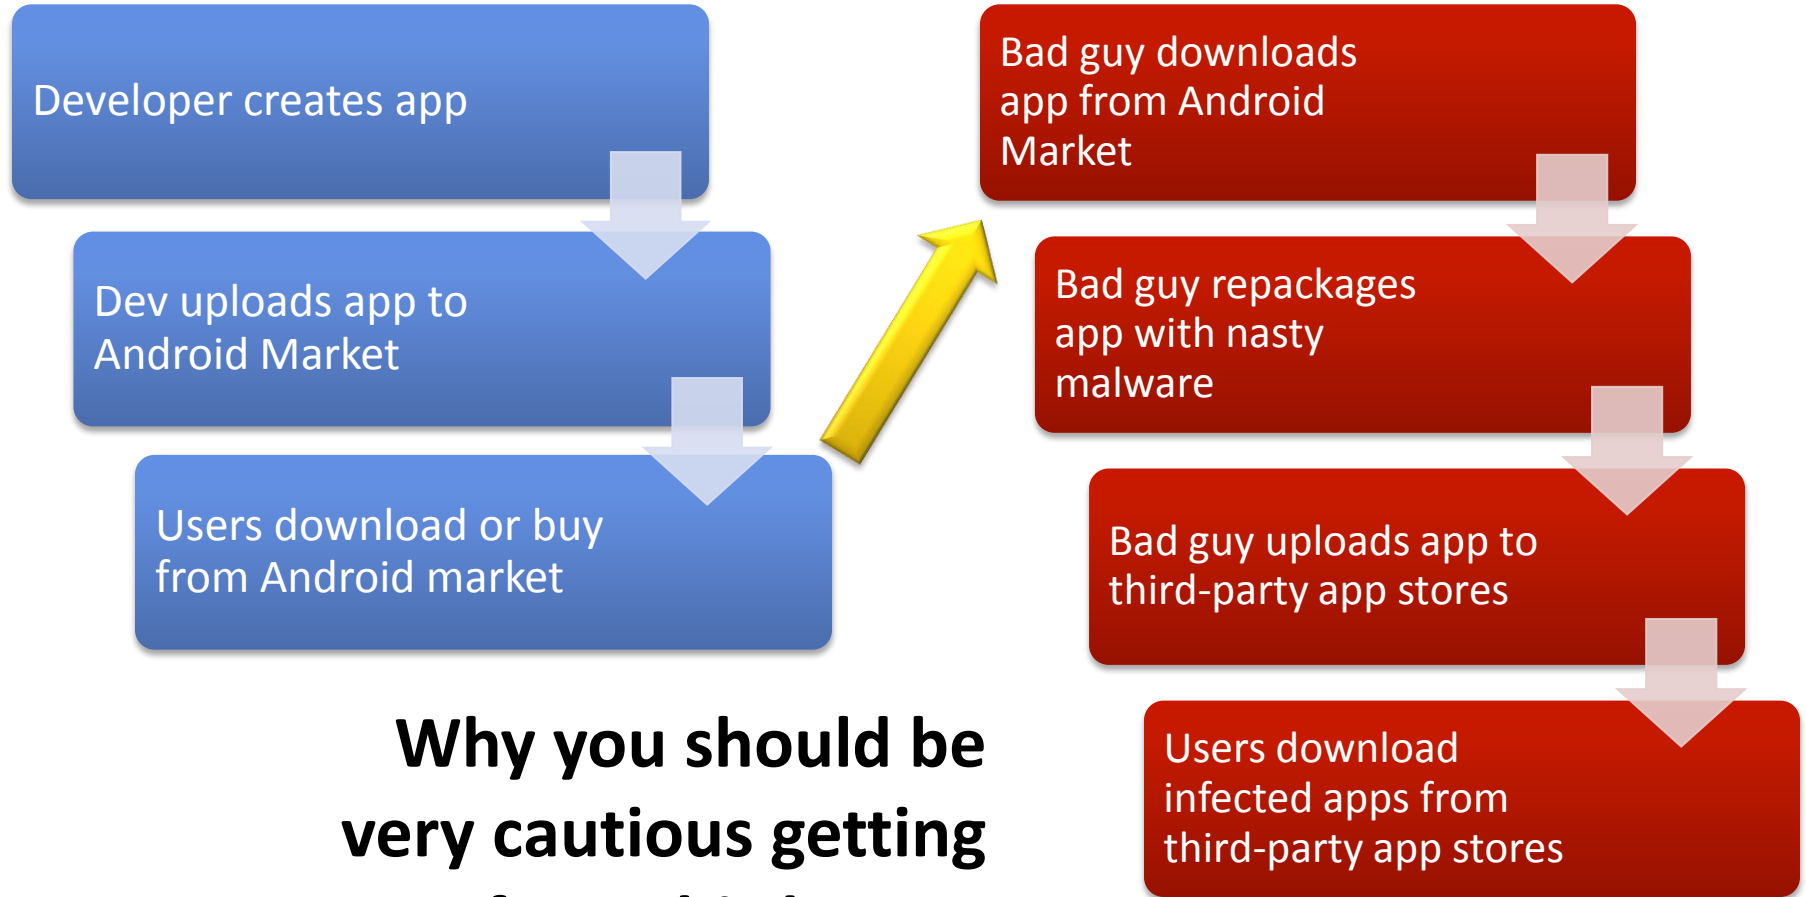 Developer creates app
Dev uploads app to
Android Market
Users download or buy
from Android market
Bad guy downloads
app from Android
Market
Bad guy repackages
app with nasty
malware
Bad guy uploads app to
third-party app stores
Users download
infected apps from
third-party app stores
Why you should be
very cautious getting